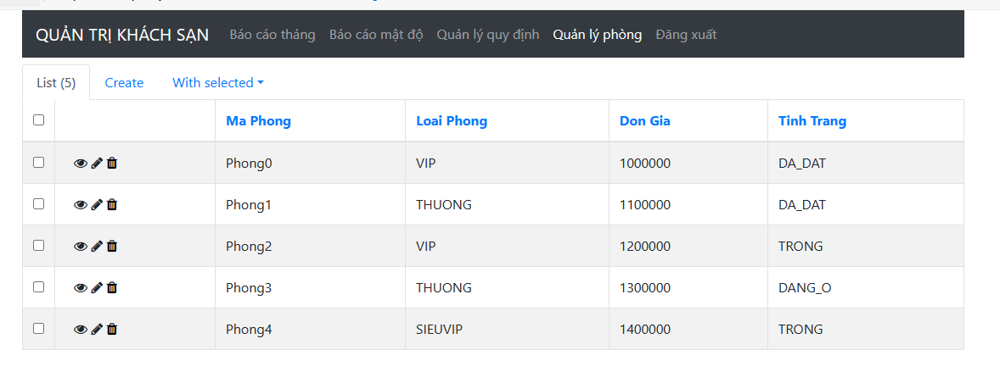 QUẢN TRỊ KHÁCH SẠN Báo cáo tháng Báo cáo mật độ Quản lý quy định Quản lý phòng Đăng xuất
List (5) Create With selected
Ma Phong Loai Phong Don Gia Tinh Trang
Phong0 VIP 1000000 DA_DAT
Phong1 THUONG 1100000 DA_DAT
Phong2 VIP 1200000 TRONG
Phong3 THUONG 1300000 DANG_O
Phong4 SIEUVIP 1400000 TRONG